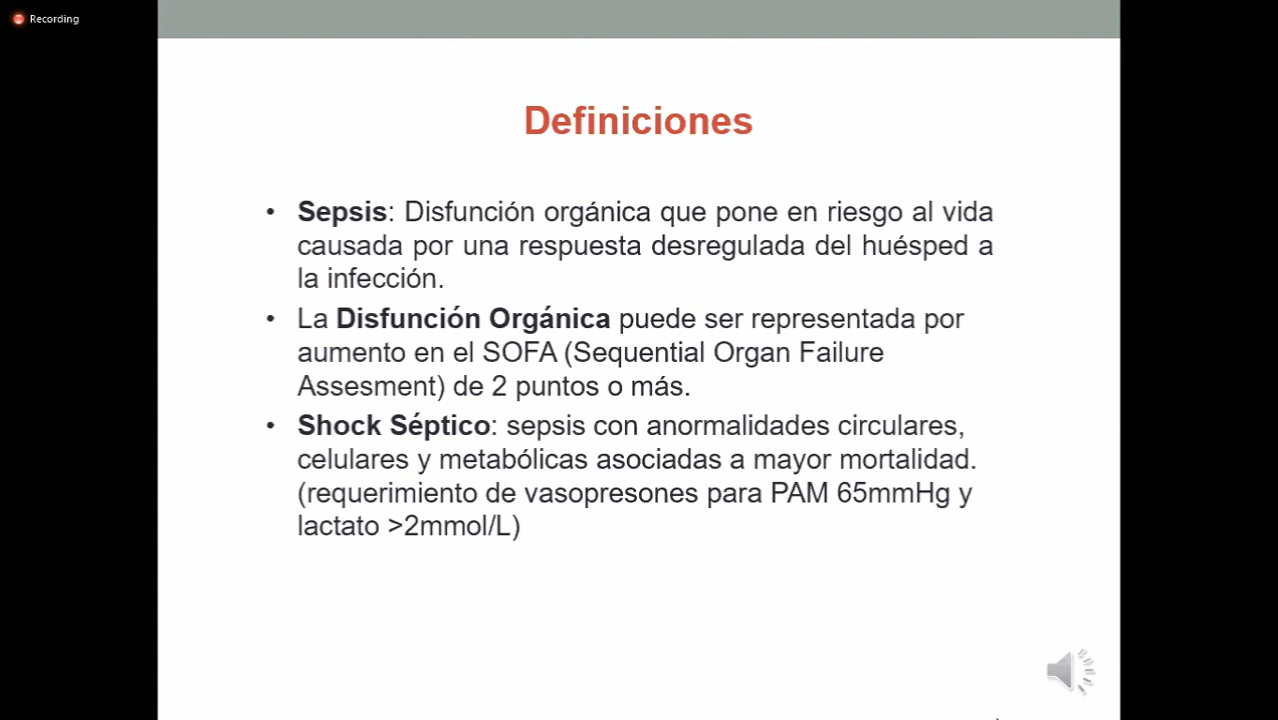 Recording
Definiciones
• Sepsis: Disfunción orgánica que pone en riesgo al vida
causada por una respuesta desregulada del huésped a
la infección.
• La Disfunción Orgánica puede ser representada por
aumento en el SOFA (Sequential Organ Failure
Assesment) de 2 puntos o más.
• Shock Séptico: sepsis con anormalidades circulares,
celulares y metabólicas asociadas a mayor mortalidad.
(requerimiento de vasopresones para PAM 65mmHg y
lactato >2mmol/L)